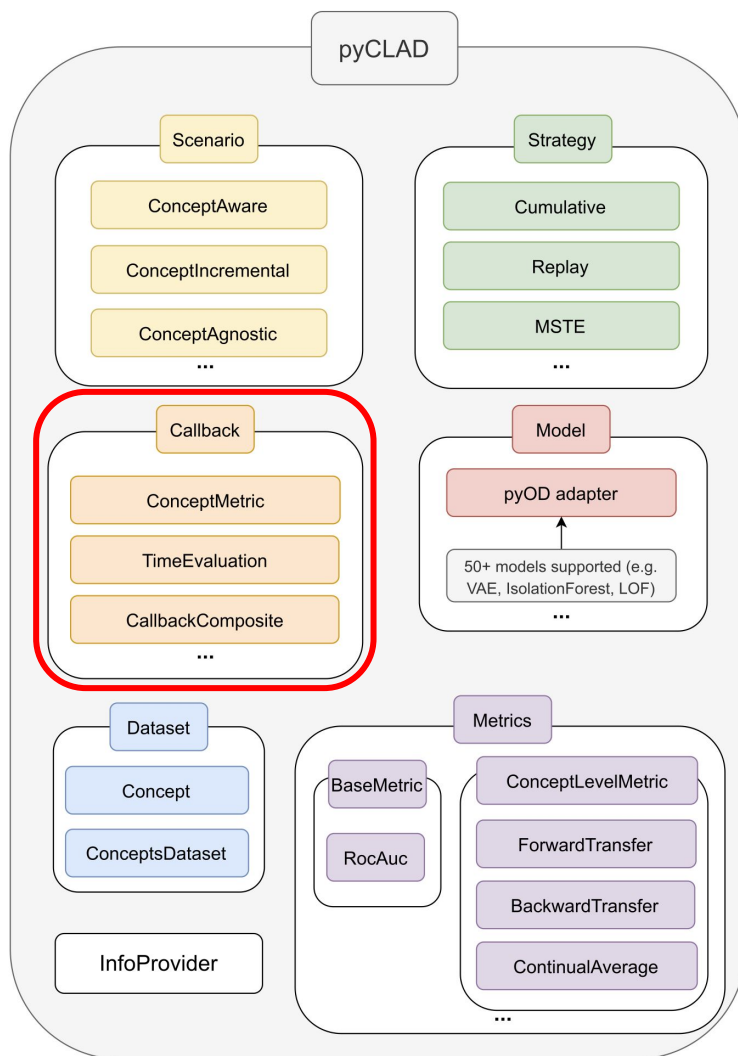 pyCLAD
Scenario
ConceptAware
ConceptIncremental
ConceptAgnostic
...
Strategy
Cumulative
Replay
MSTE
...
Callback
ConceptMetric
TimeEvaluation
CallbackComposite
...
Model
pyOD adapter
50+ models supported (e.g.
VAE, IsolationForest, LOF)
...
Dataset
Concept
ConceptsDataset
Metrics
BaseMetric
RocAuc
ConceptLevelMetric
ForwardTransfer
BackwardTransfer
ContinualAverage
...
InfoProvider